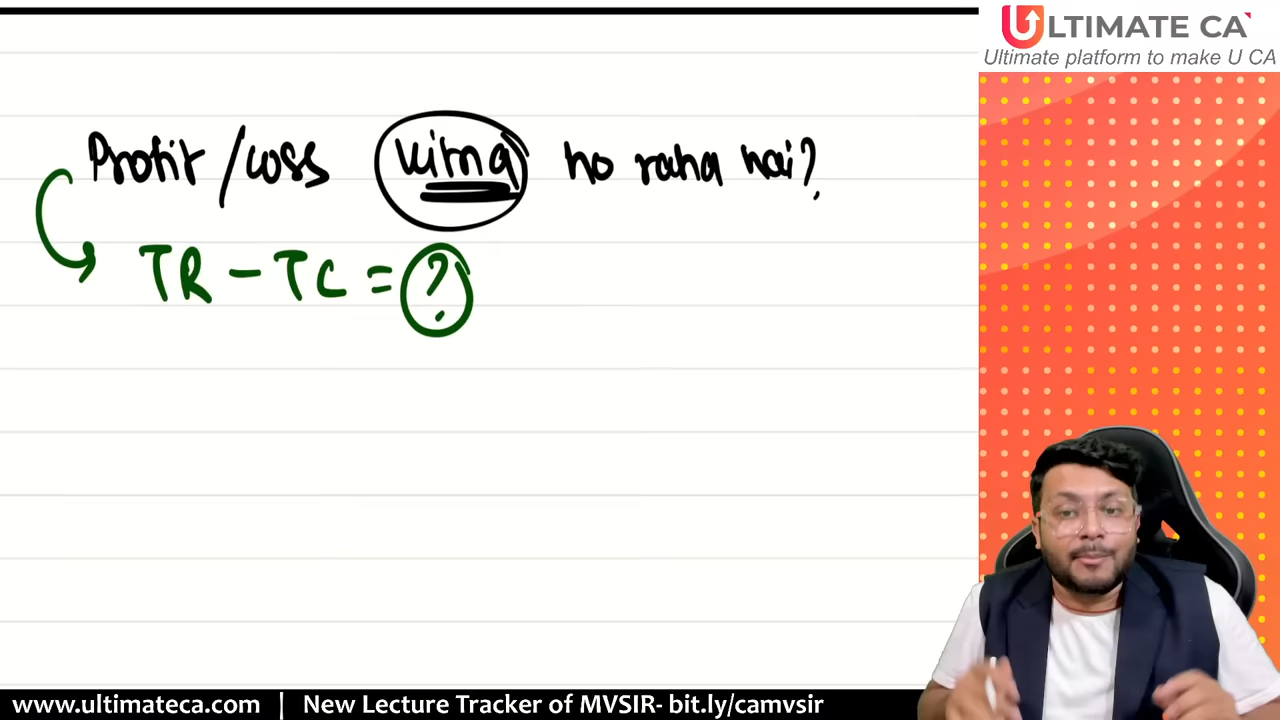 ULTIMATE CA
Ultimate platform to make U CA
Profit / Loss kitna ho raha hai?
TR - TC = ?
www.ultimateca.com | New Lecture Tracker of MVSIR- bit.ly/camvsir